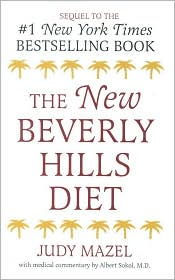 SEQUEL TO THE
#1 New York Times
BESTSELLING BOOK
THE New
BEVERLY
HILLS
DIET
JUDY MAZEL
with medical commentary by Albert Sokol, M.D.